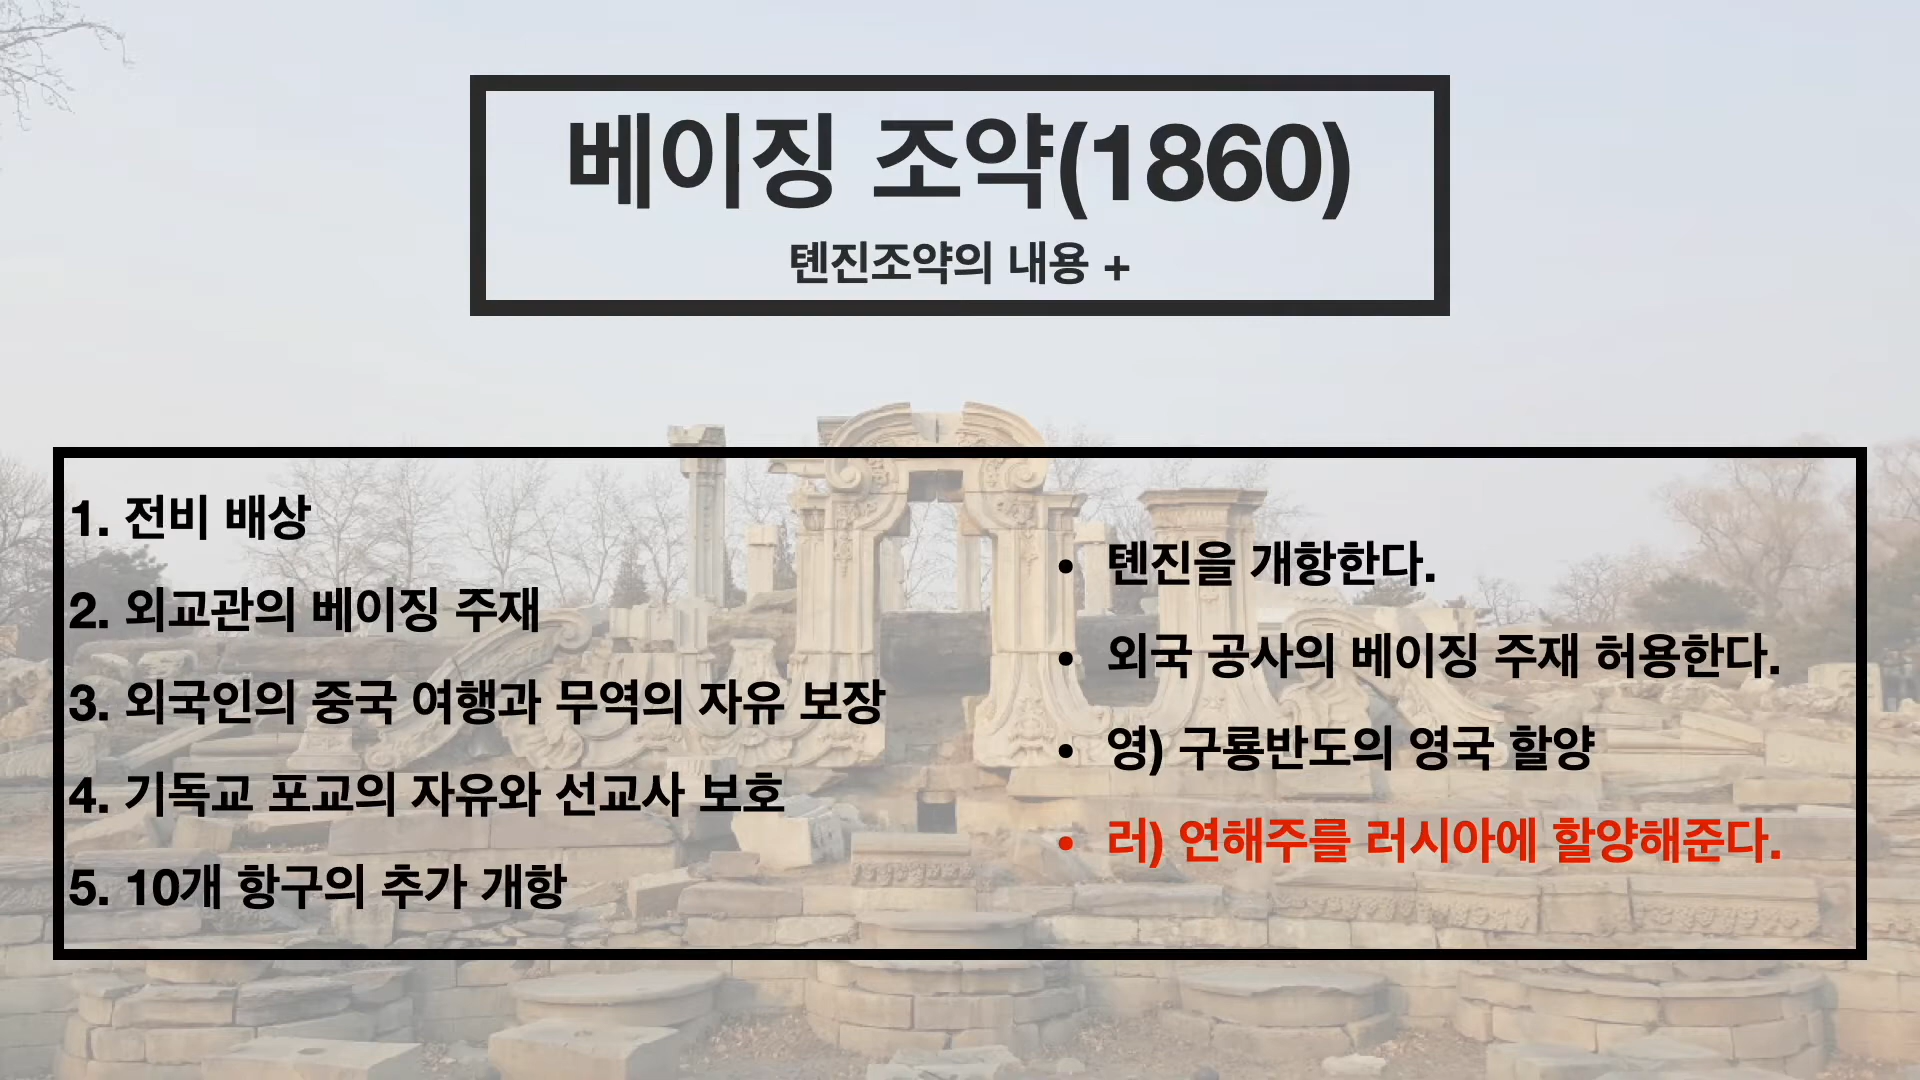 베이징 조약(1860)
톈진조약의 내용 +
1. 전비 배상
2. 외교관의 베이징 주재
3. 외국인의 중국 여행과 무역의 자유 보장
4. 기독교 포교의 자유와 선교사 보호
5. 10개 항구의 추가 개항
• 톈진을 개항한다.
• 외국 공사의 베이징 주재 허용한다.
• 영) 구룡반도의 영국 할양
• 러) 연해주를 러시아에 할양해준다.